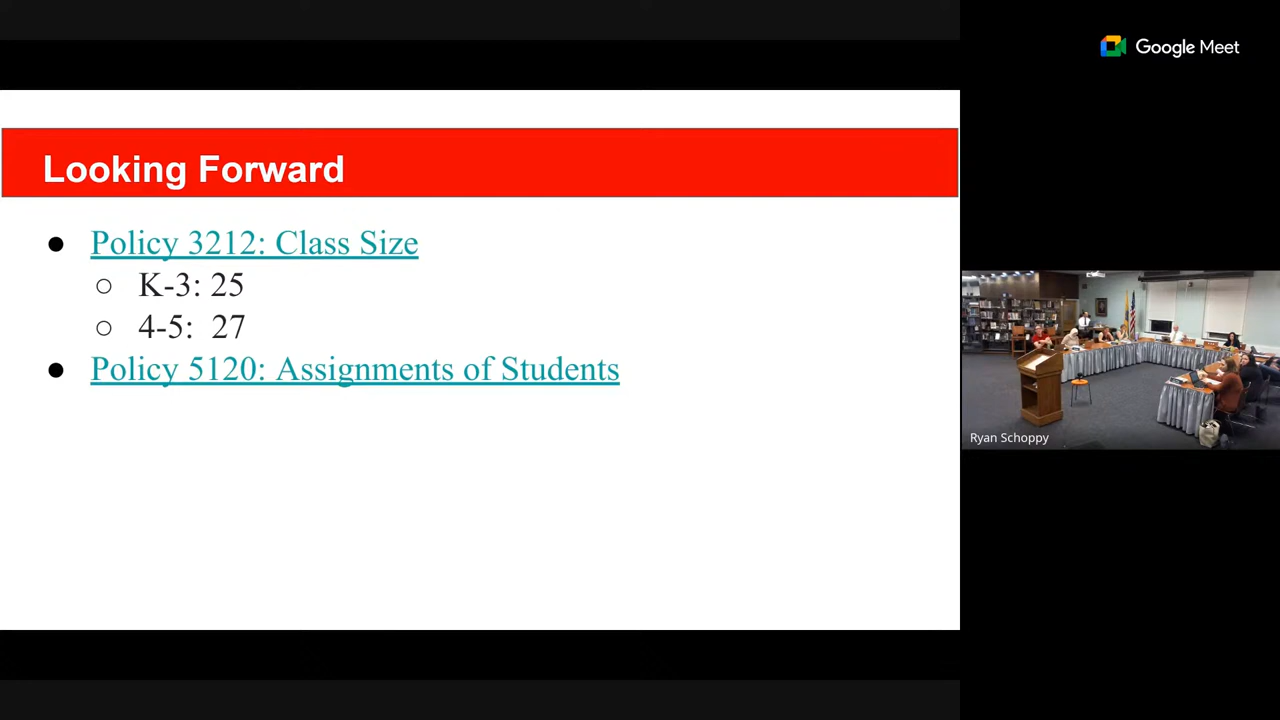 Google Meet
Looking Forward
● Policy 3212: Class Size
○ K-3: 25
○ 4-5: 27
● Policy 5120: Assignments of Students
Ryan Schoppy